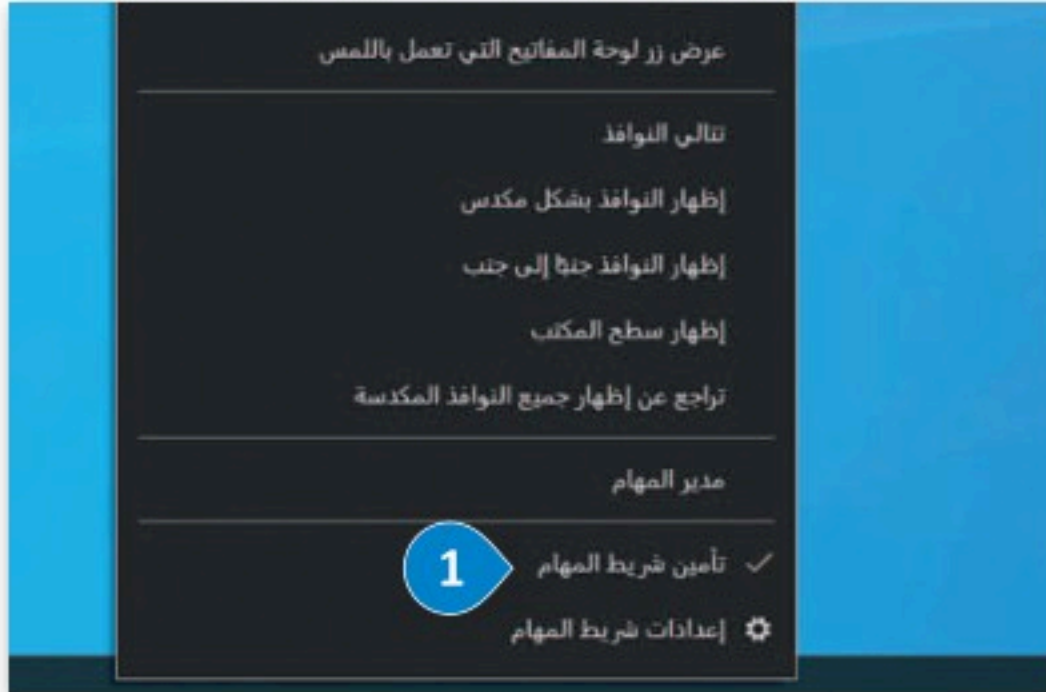 عرض زر لوحة المفاتيح التي تعمل باللمس
تتالي النوافذ
إظهار النوافذ بشكل مكدس
إظهار النوافذ جنبًا إلى جنب
إظهار سطح المكتب
تراجع عن إظهار جميع النوافذ المكدسة
مدير المهام
تأمين شريط المهام 1
إعدادات شريط المهام